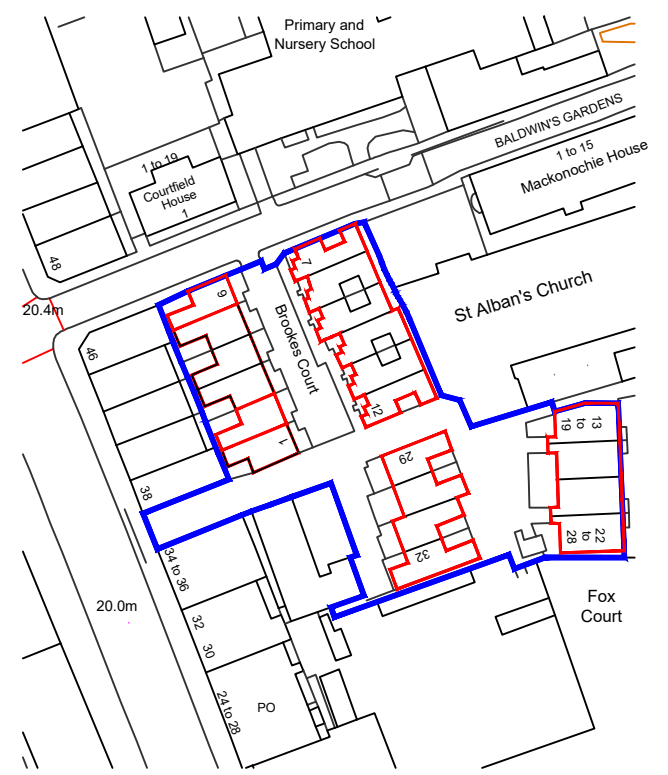 Primary and
Nursery School
BALDWIN'S GARDENS
1 to 15
Mackonochie House
1 to 19
Courtfield
House
1
48
20.4m
St Alban's Church
7
9
Brookes Court
46
12
1
38
29
32
13
to
19
22
to
28
34 to 36
20.0m
32
30
Fox
Court
24 to 28
PO